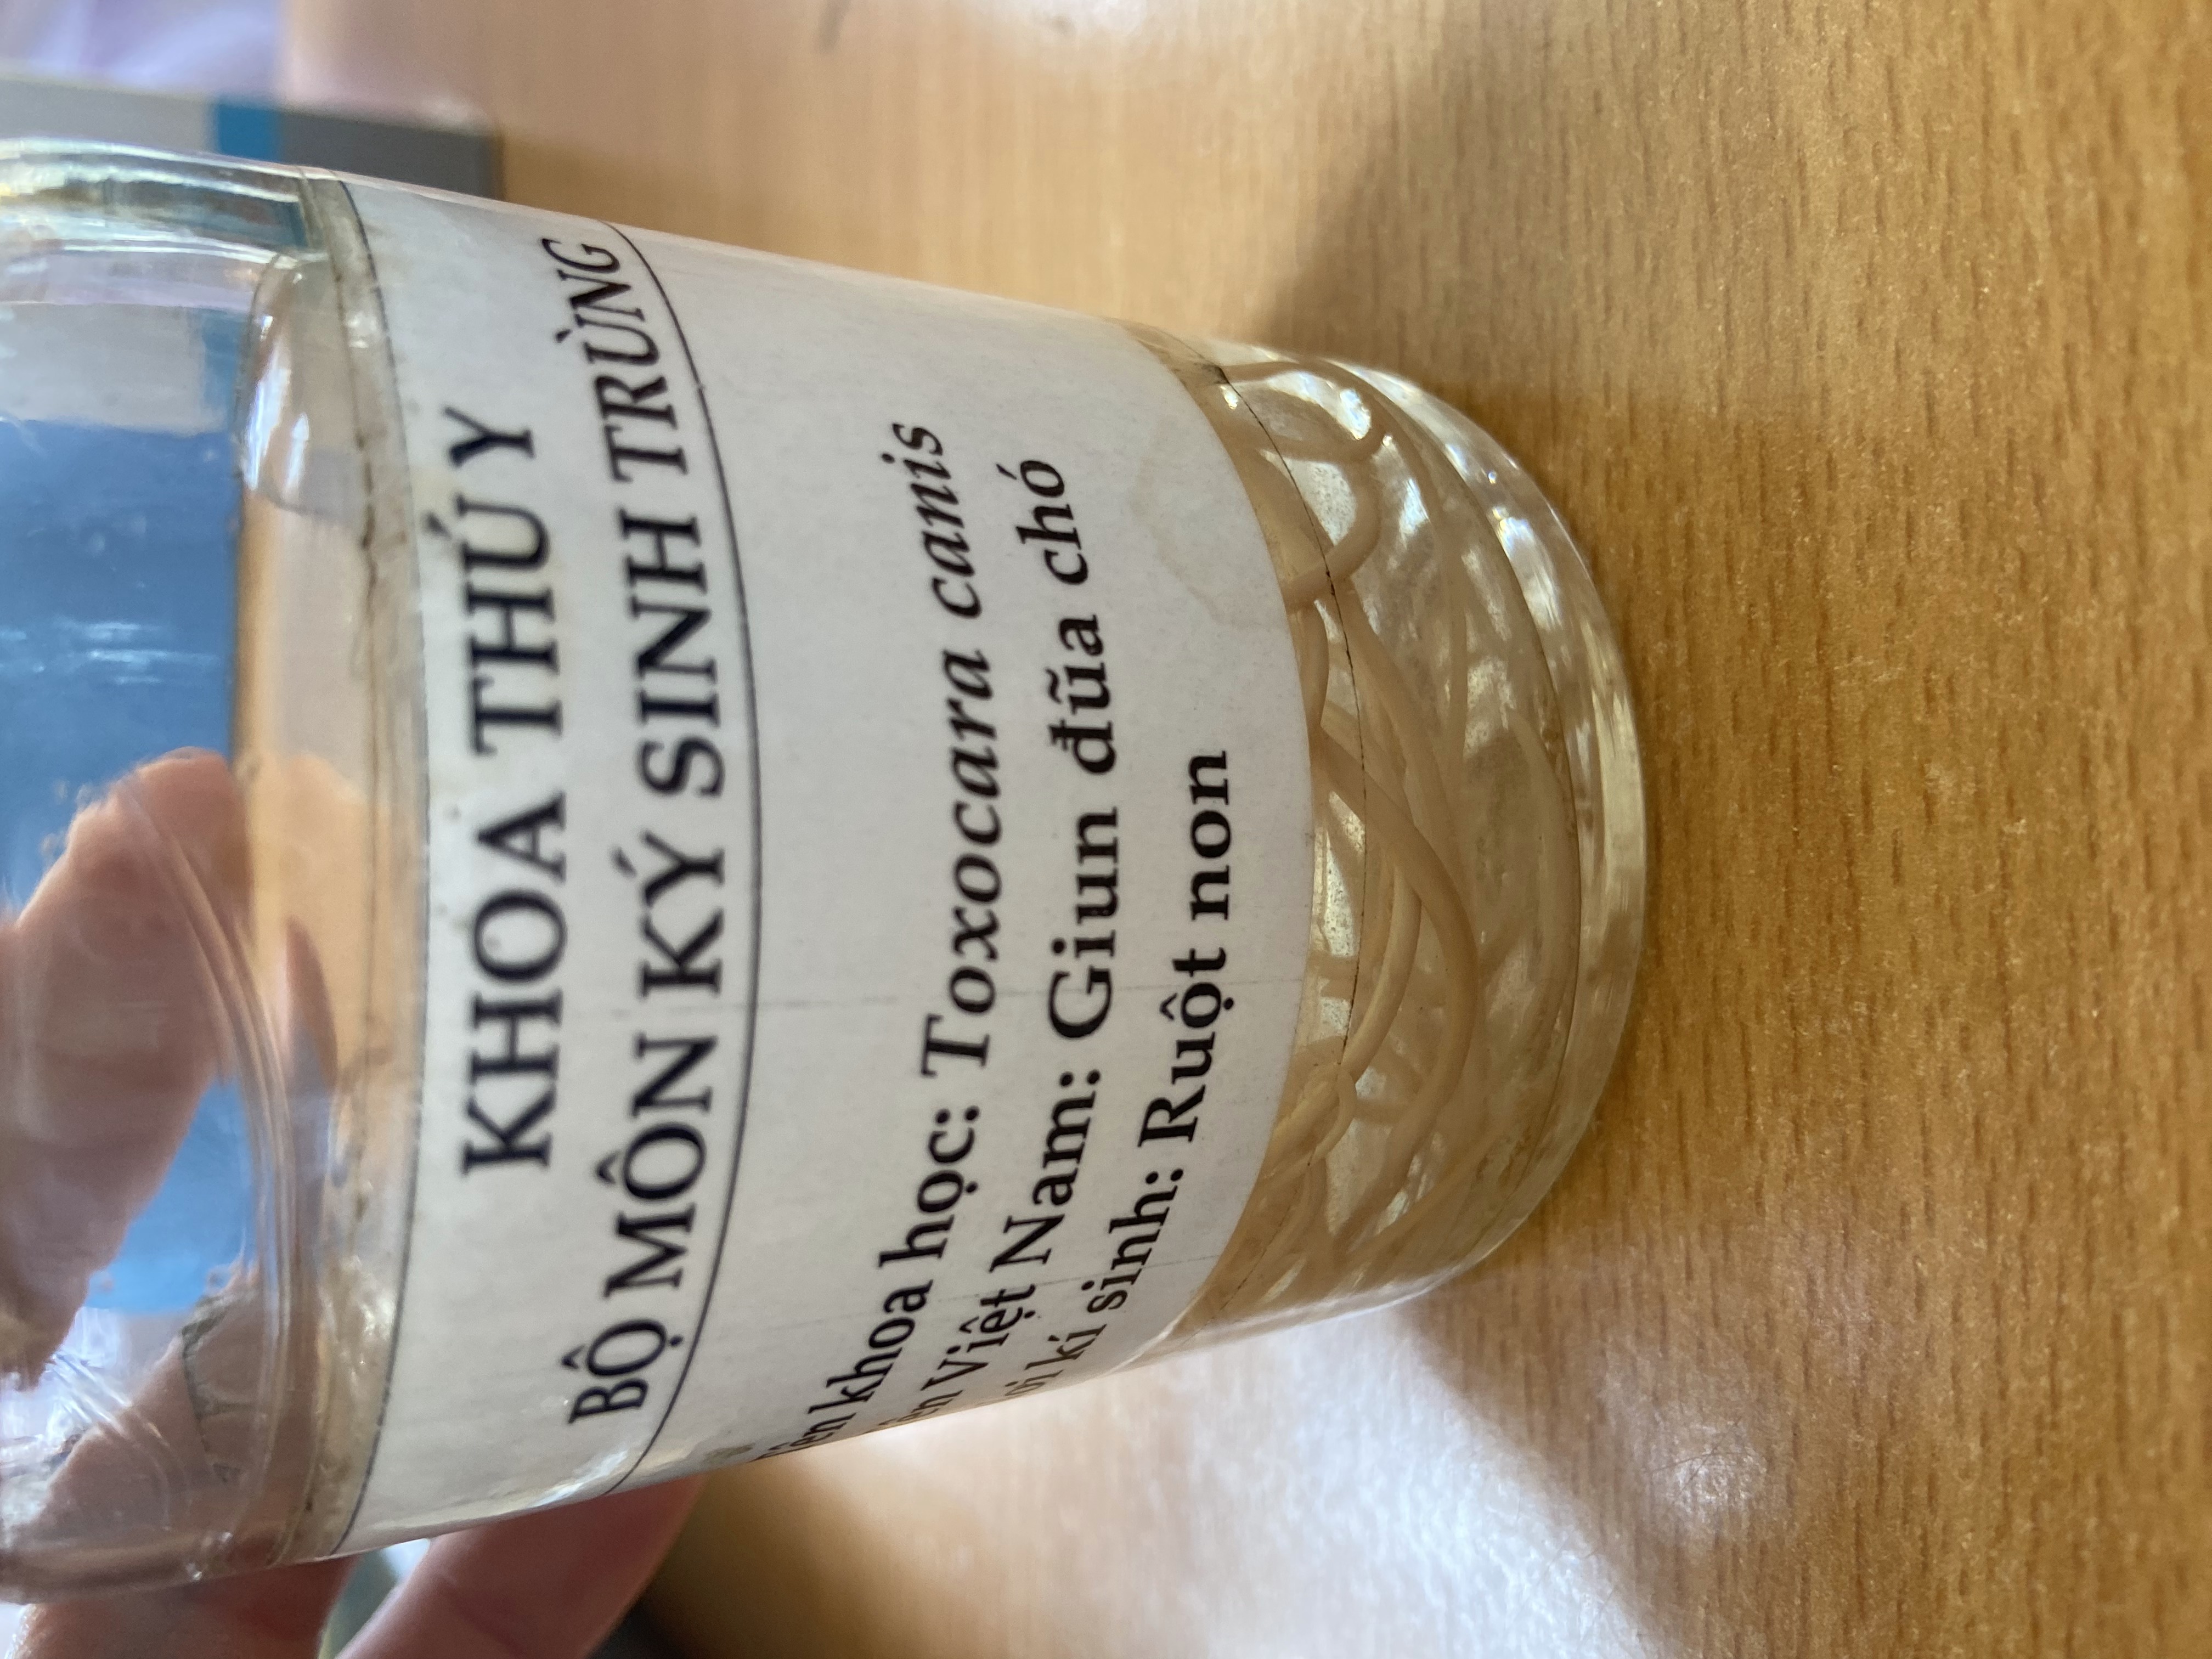 KHOA THÚ Y
BỘ MÔN KÝ SINH TRÙNG
khoa học: Toxocara canis
Việt Nam: Giun đũa chó
kí sinh: Ruột non